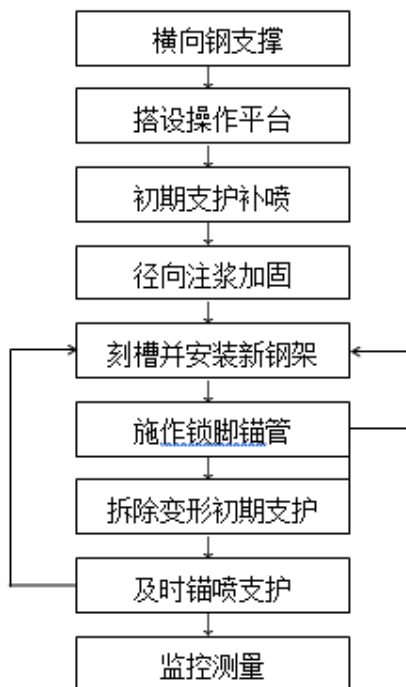 横向钢支撑
搭设操作平台
初期支护补喷
径向注浆加固
刻槽并安装新钢架
施作锁脚锚管
拆除变形初期支护
及时锚喷支护
监控测量